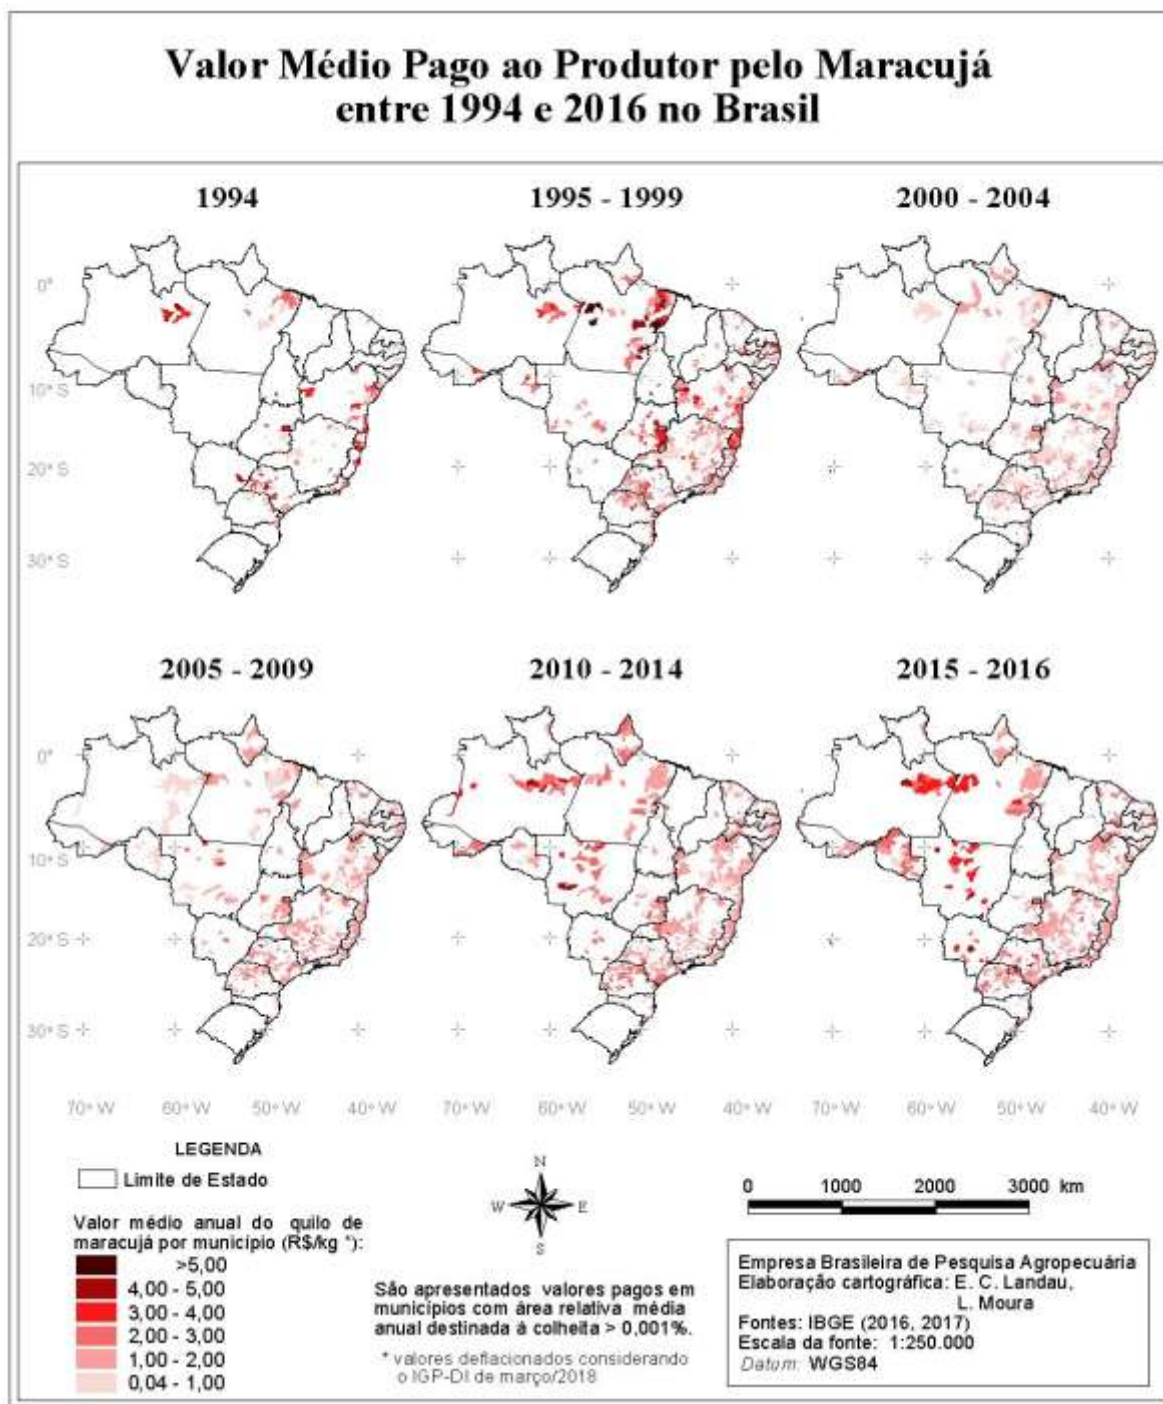 Valor Médio Pago ao Produtor pelo Maracujá
entre 1994 e 2016 no Brasil
1994
1995 - 1999
2000 - 2004
0°
10° S
20° S
30° S
2005 - 2009
2010 - 2014
2015 - 2016
0°
10° S
20° S
30° S
70° W 60° W 50° W 40° W
70° W 60° W 50° W 40° W
70° W 60° W 50° W 40° W
LEGENDA
Limite de Estado
Valor médio anual do quilo de
maracujá por município (R$/kg *):
>5,00
4,00 - 5,00
3,00 - 4,00
2,00 - 3,00
1,00 - 2,00
0,04 - 1,00
N
W E
S
São apresentados valores pagos em
municípios com área relativa média
anual destinada á colheita > 0,001%.
* valores deflacionados considerando
o IGP-DI de março/2018
0 1000 2000 3000 km
Empresa Brasileira de Pesquisa Agropecuária
Elaboração cartográfica: E. C. Landau,
L. Moura
Fontes: IBGE (2016, 2017)
Escala da fonte: 1:250.000
Datum: WGS84